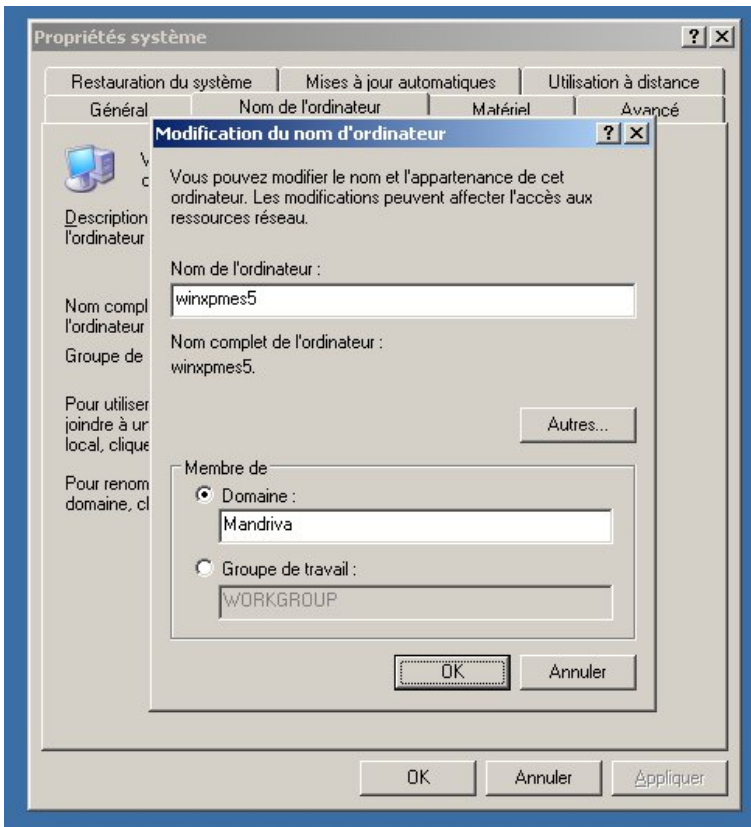 Propriétés système
Restauration du système
Mises à jour automatiques
Utilisation à distance
Général
Nom de l'ordinateur
Matériel
Avancé
Modification du nom d'ordinateur
Vous pouvez modifier le nom et l'appartenance de cet
ordinateur. Les modifications peuvent affecter l'accès aux
ressources réseau.
Nom de l'ordinateur :
winxpmes5
Nom complet de l'ordinateur :
winxpmes5.
Autres...
Membre de
Domaine :
Mandriva
Groupe de travail :
WORKGROUP
OK
Annuler
Description
l'ordinateur
Nom compl
l'ordinateur
Groupe de
Pour utiliser
joindre à un
local, clique
Pour renom
domaine, cl
OK
Annuler
Appliquer